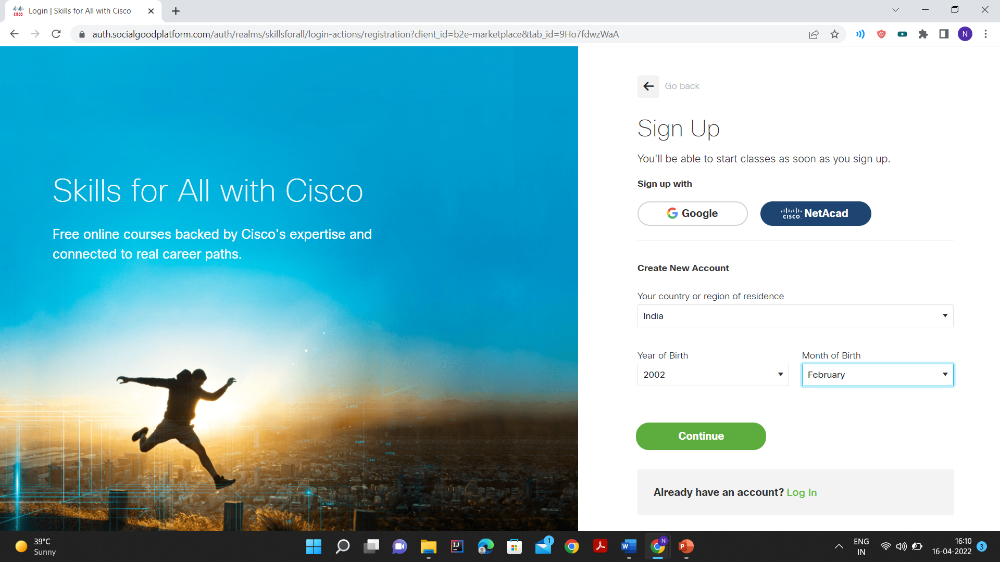 Login | Skills for All with Cisco
auth.socialgoodplatform.com/auth/realms/skillsforall/login-actions/registration?client_id=b2e-marketplace&tab_id=9Ho7fdwzWaA
N
Skills for All with Cisco
Free online courses backed by Cisco's expertise and
connected to real career paths.
Go back
Sign Up
You'll be able to start classes as soon as you sign up.
Sign up with
Google
CISCO NetAcad
Create New Account
Your country or region of residence
India
Year of Birth
Month of Birth
2002
February
Continue
Already have an account? Log In
39°C
Sunny
1
N
ENG
IN
16:10
16-04-2022
3